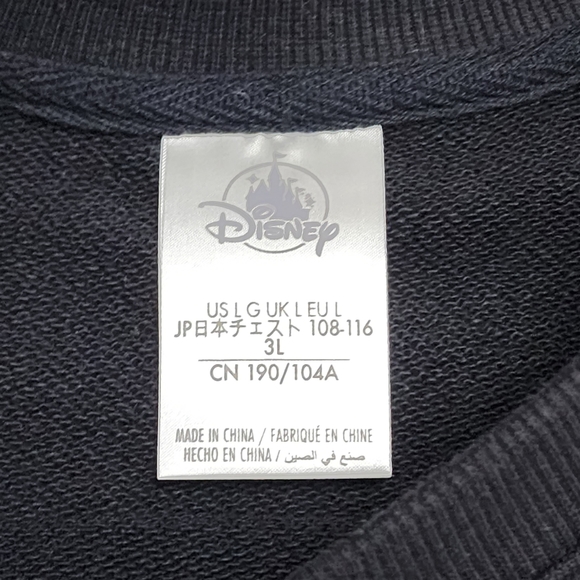 Disney
US L G UK L EU L
JP日本チェスト 108-116
3L
CN 190/104A
MADE IN CHINA / FABRIQUÉ EN CHINE
HECHO EN CHINA / صنع في الصين